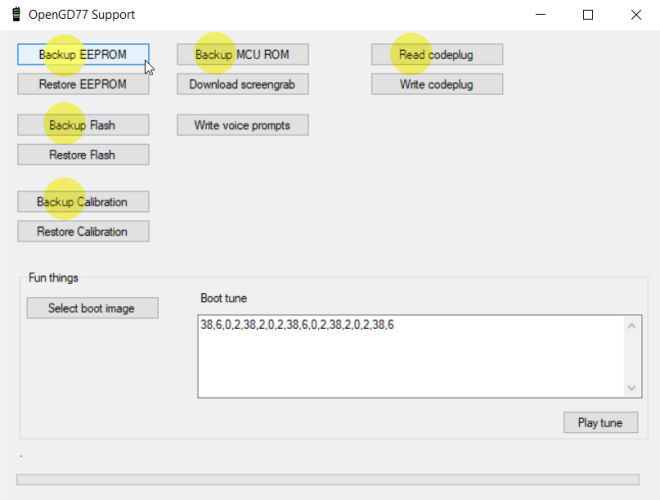 OpenGD77 Support
Backup EEPROM
Backup MCU ROM
Read codeplug
Restore EEPROM
Download screengrab
Write codeplug
Backup Flash
Write voice prompts
Restore Flash
Backup Calibration
Restore Calibration
Fun things
Select boot image
Boot tune
38,6,0,2,38,2,0,2,38,6,0,2,38,2,0,2,38,6
Play tune
.